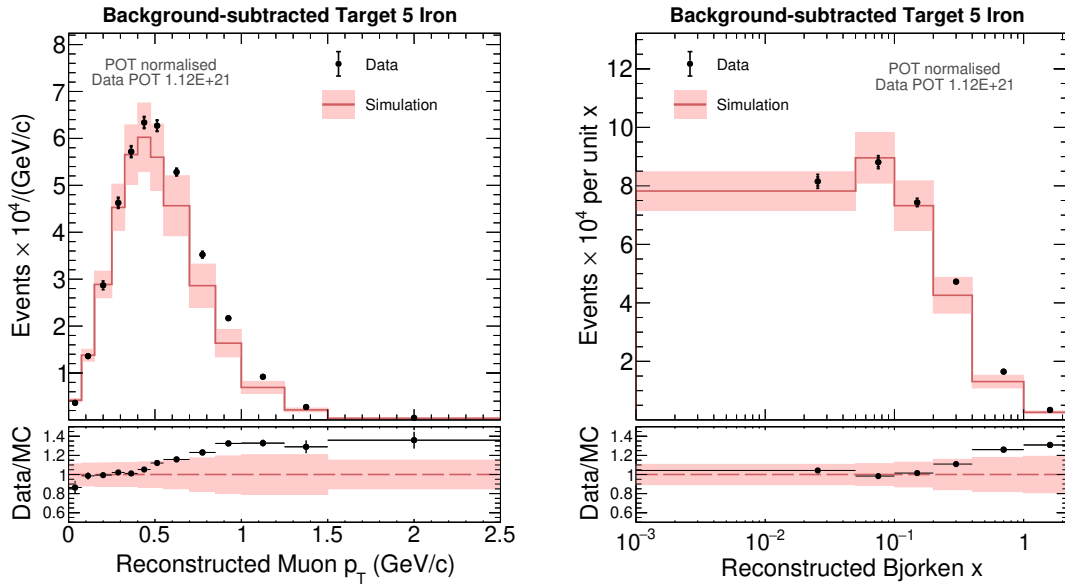 Background-subtracted Target 5 Iron
8
7
6
5
4
3
2
1
Events × 10⁴/(GeV/c)
POT normalised
Data POT 1.12E+21
Data
Simulation
1.4
1.2
1
0.8
0.6
Data/MC
0 0.5 1 1.5 2 2.5
Reconstructed Muon p_T (GeV/c)
Background-subtracted Target 5 Iron
12
10
8
6
4
2
Events × 10⁴ per unit x
Data
Simulation
POT normalised
Data POT 1.12E+21
1.4
1.2
1
0.8
0.6
Data/MC
10⁻³ 10⁻² 10⁻¹ 1
Reconstructed Bjorken x